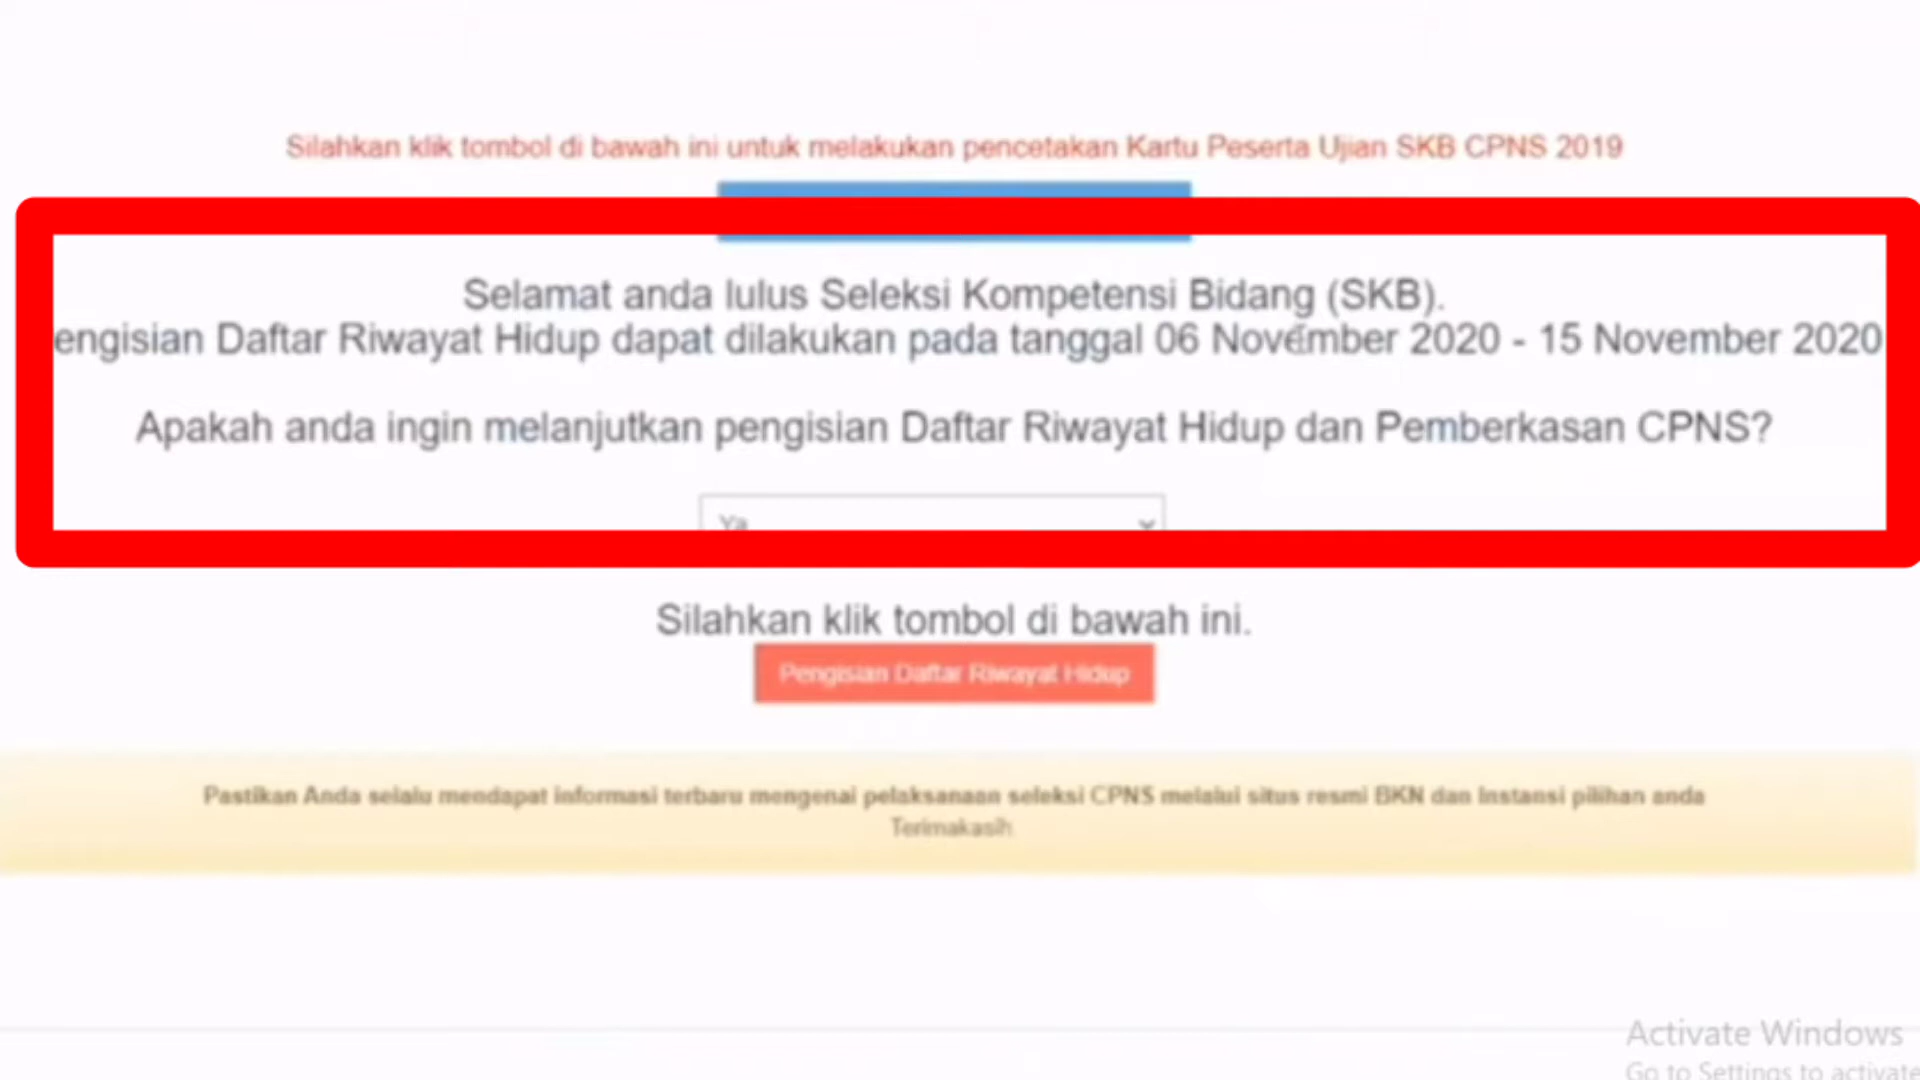 Silahkan klik tombol di bawah ini untuk melakukan pencetakan Kartu Peserta Ujian SKB CPNS 2019
Selamat anda lulus Seleksi Kompetensi Bidang (SKB).
engisian Daftar Riwayat Hidup dapat dilakukan pada tanggal 06 November 2020 - 15 November 2020
Apakah anda ingin melanjutkan pengisian Daftar Riwayat Hidup dan Pemberkasan CPNS?
Ya
Silahkan klik tombol di bawah ini.
Pengisian Daftar Riwayat Hidup
Pastikan Anda selalu mendapat informasi terbaru mengenai pelaksanaan seleksi CPNS melalui situs resmi BKN dan Instansi pilihan anda
Terimakasih
Activate Windows
Go to Settings to activate